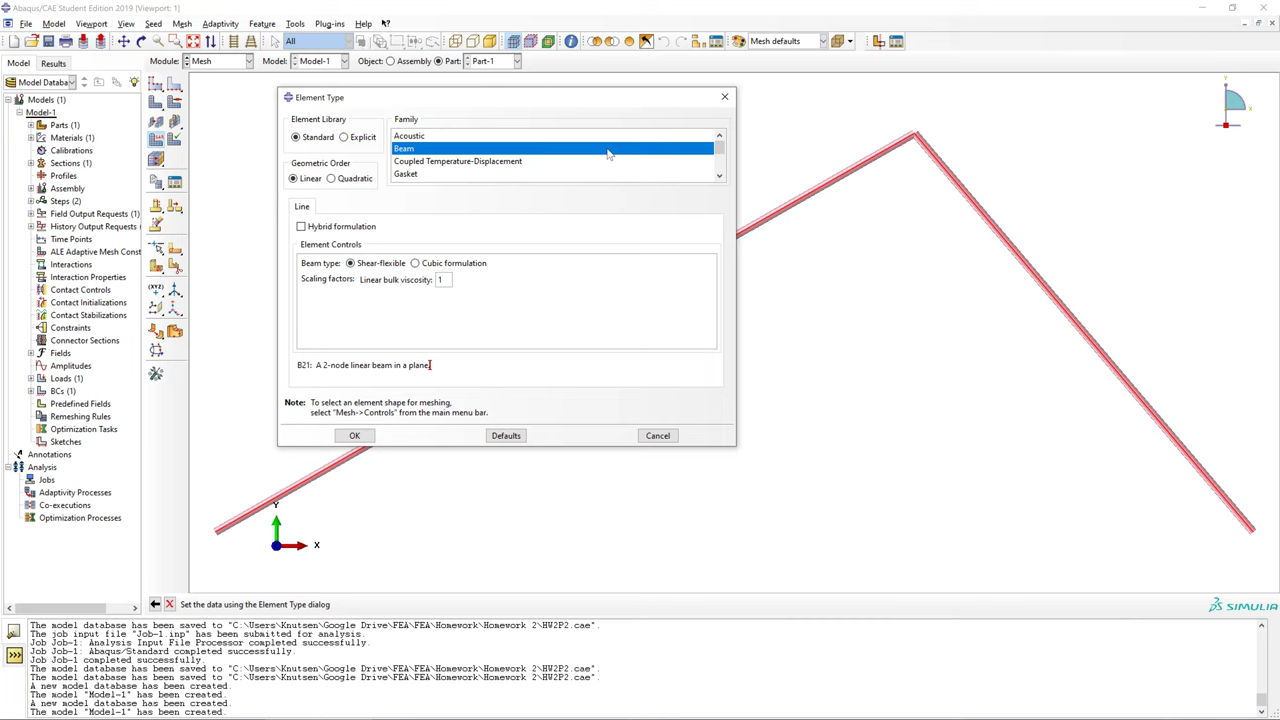 Abaqus/CAE Student Edition 2019
File Model Viewport View Seed Mesh Adaptivity Feature Tools Plug-ins Help
All Mesh defaults
Model Results Module: Mesh Model: Model-1 Object: Assembly Part: Part-1
Model Databa
Models (1)
Model-1
Parts (1)
Materials (1)
Calibrations
Sections (1)
Profiles
Assembly
Steps (2)
Field Output Requests (1)
History Output Requests (1)
Time Points
ALE Adaptive Mesh Const
Interactions
Interaction Properties
Contact Controls
Contact Initializations
Contact Stabilizations
Constraints
Connector Sections
Fields
Amplitudes
Loads (1)
BCs (1)
Predefined Fields
Remeshing Rules
Optimization Tasks
Sketches
Annotations
Analysis
Jobs
Adaptivity Processes
Co-executions
Optimization Processes
(XYZ)
Element Type
Element Library
Standard Explicit
Geometric Order
Linear Quadratic
Family
Acoustic
Beam
Coupled Temperature-Displacement
Gasket
Line
Hybrid formulation
Element Controls
Beam type: Shear-flexible Cubic formulation
Scaling factors: Linear bulk viscosity: 1
B21: A 2-node linear beam in a plane.
Note: To select an element shape for meshing,
select "Mesh->Controls" from the main menu bar.
OK Defaults Cancel
Y
X
Y
Set the data using the Element Type dialog
SIMULIA
The model database has been saved to "C:\Users\Knutsen\Google Drive\FEA\FEA\Homework\Homework 2\HW2P2.cae".
The job input file "Job-1.inp" has been submitted for analysis.
Job Job-1: Analysis Input File Processor completed successfully.
Job Job-1: Abaqus/Standard completed successfully.
Job Job-1 completed successfully.
The model database has been saved to "C:\Users\Knutsen\Google Drive\FEA\FEA\Homework\Homework 2\HW2P2.cae".
The model database has been saved to "C:\Users\Knutsen\Google Drive\FEA\FEA\Homework\Homework 2\HW2P2.cae".
A new model database has been created.
The model "Model-1" has been created.
A new model database has been created.
The model "Model-1" has been created.